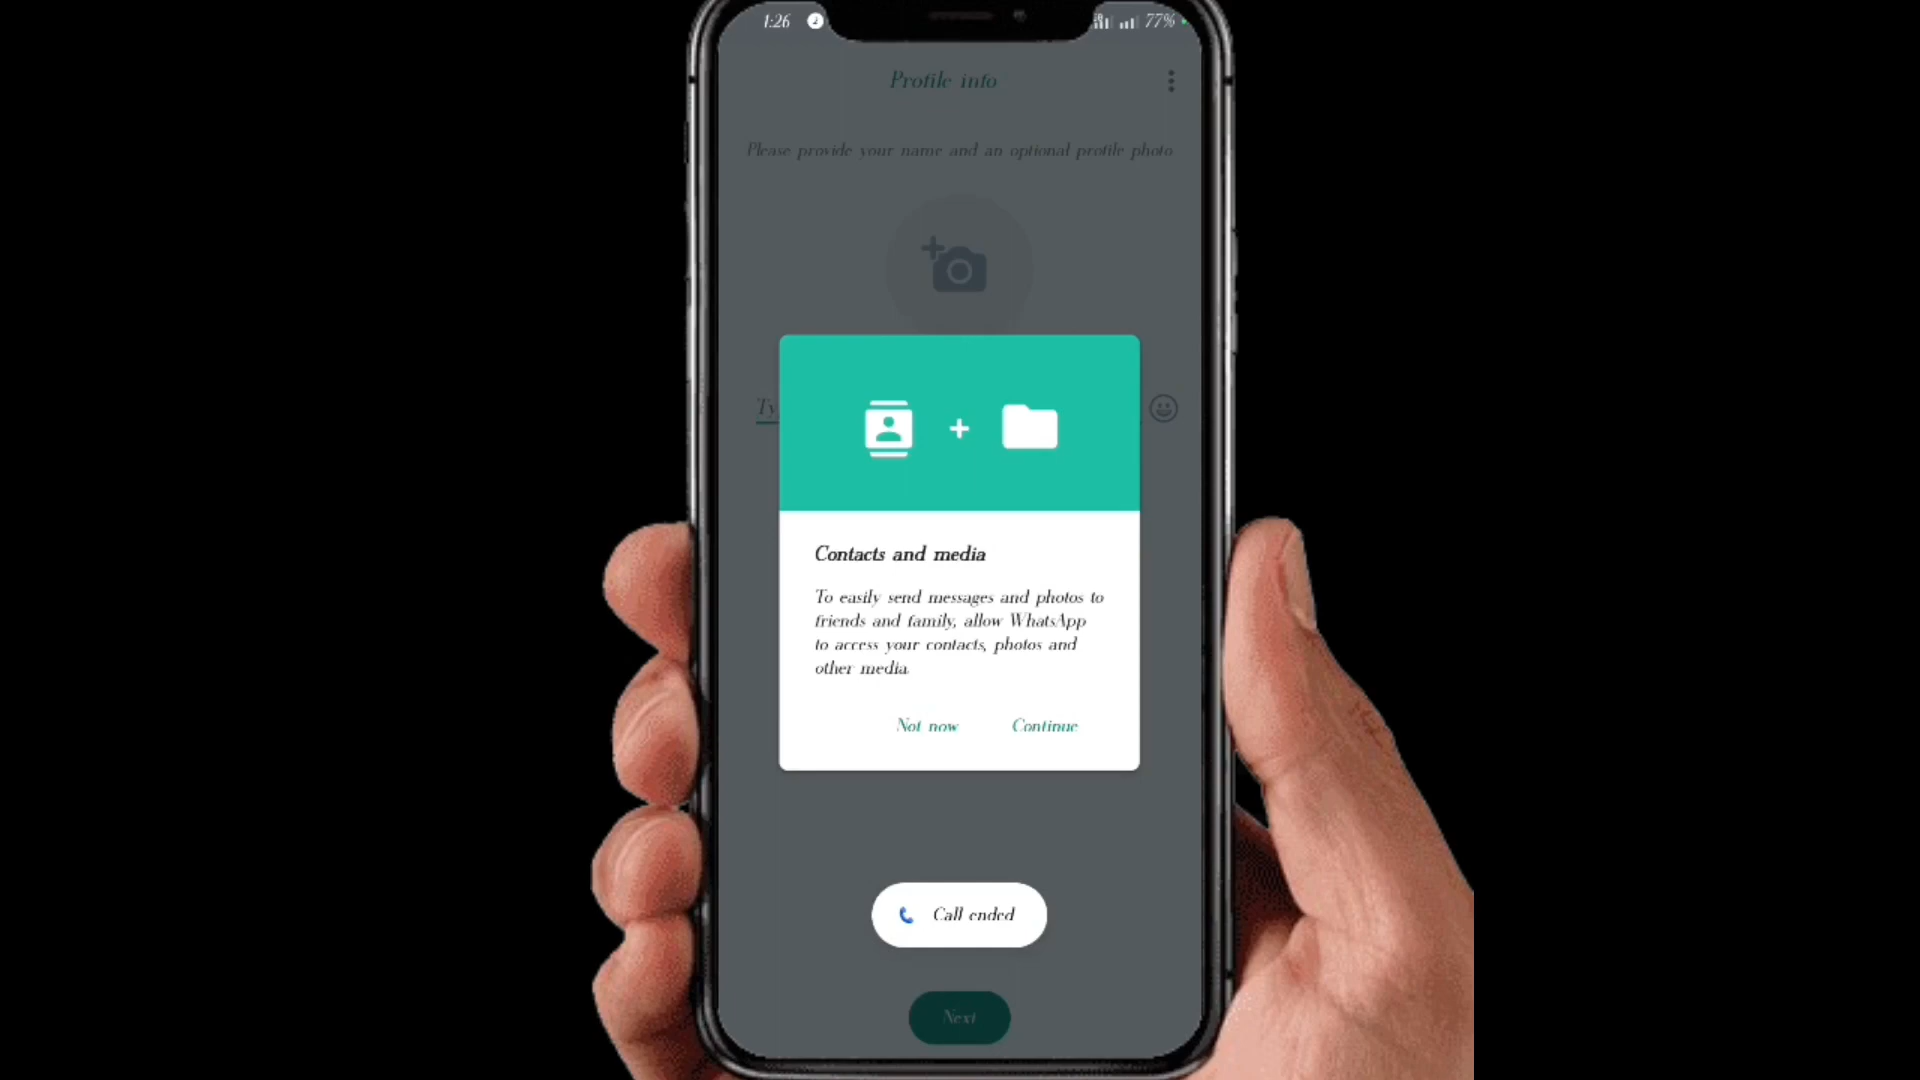 1:26
77%
Profile info
Please provide your name and an optional profile photo
Ty
Contacts and media
To easily send messages and photos to
friends and family, allow WhatsApp
to access your contacts, photos and
other media.
Not now Continue
Call ended
Next